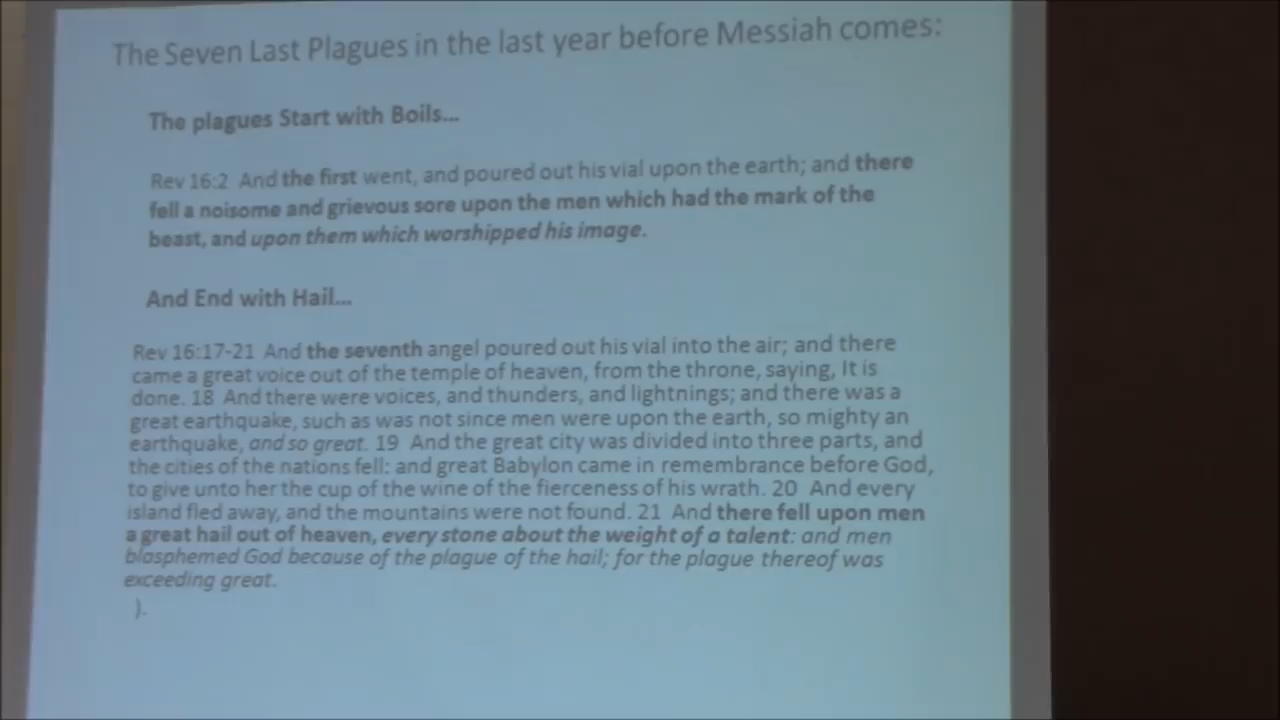 The Seven Last Plagues in the last year before Messiah comes:
The plagues Start with Boils...
Rev 16:2 And the first went, and poured out his vial upon the earth; and there
fell a noisome and grievous sore upon the men which had the mark of the
beast, and upon them which worshipped his image.
And End with Hail...
Rev 16:17-21 And the seventh angel poured out his vial into the air; and there
came a great voice out of the temple of heaven, from the throne, saying, It is
done. 18 And there were voices, and thunders, and lightnings; and there was a
great earthquake, such as was not since men were upon the earth, so mighty an
earthquake, and so great. 19 And the great city was divided into three parts, and
the cities of the nations fell: and great Babylon came in remembrance before God,
to give unto her the cup of the wine of the fierceness of his wrath. 20 And every
island fled away, and the mountains were not found. 21 And there fell upon men
a great hail out of heaven, every stone about the weight of a talent: and men
blasphemed God because of the plague of the hail; for the plague thereof was
exceeding great.
).